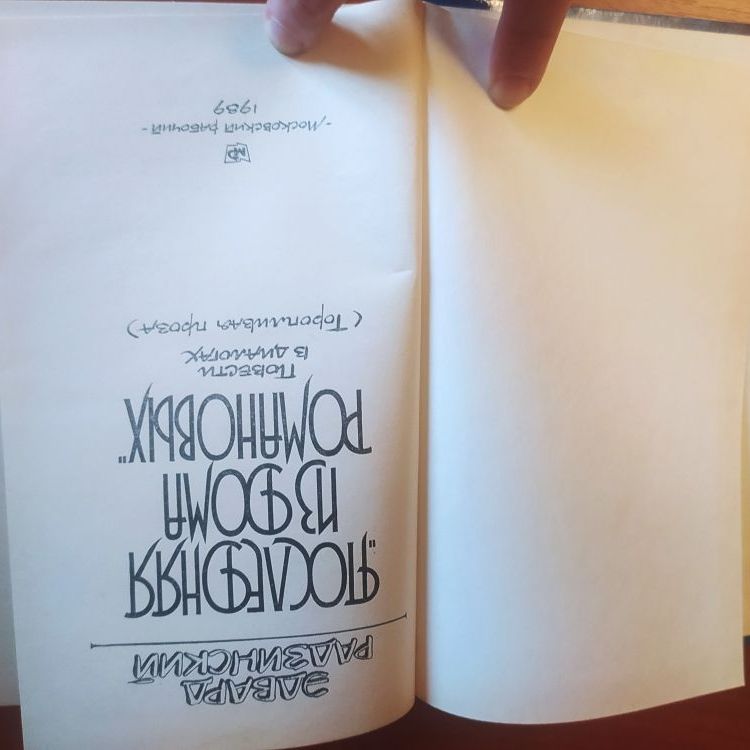 ЭДВАРД
РАДЗИНСКИЙ
"ПОСЛЕДНЯЯ
ИЗ ДОМА
РОМАНОВЫХ"
ПОВЕСТИ
В ДИАЛОГАХ
(Торопливая проза)
МР
-Московский рабочий-
1989